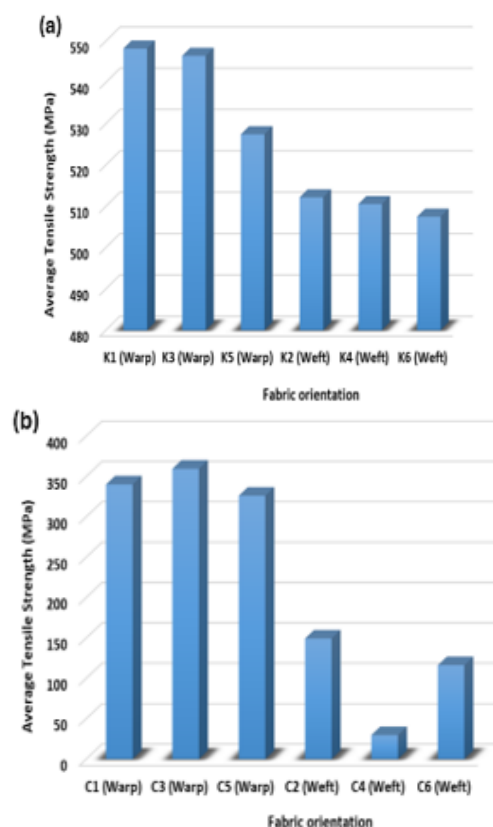 (a)
Average Tensile Strength (MPa)
550
540
530
520
510
500
490
480
K1 (Warp) K3 (Warp) K5 (Warp) K2 (Weft) K4 (Weft) K6 (Weft)
Fabric orientation
(b)
Average Tensile Strength (MPa)
400
350
300
250
200
150
100
50
0
C1 (Warp) C3 (Warp) C5 (Warp) C2 (Weft) C4 (Weft) C6 (Weft)
Fabric orientation